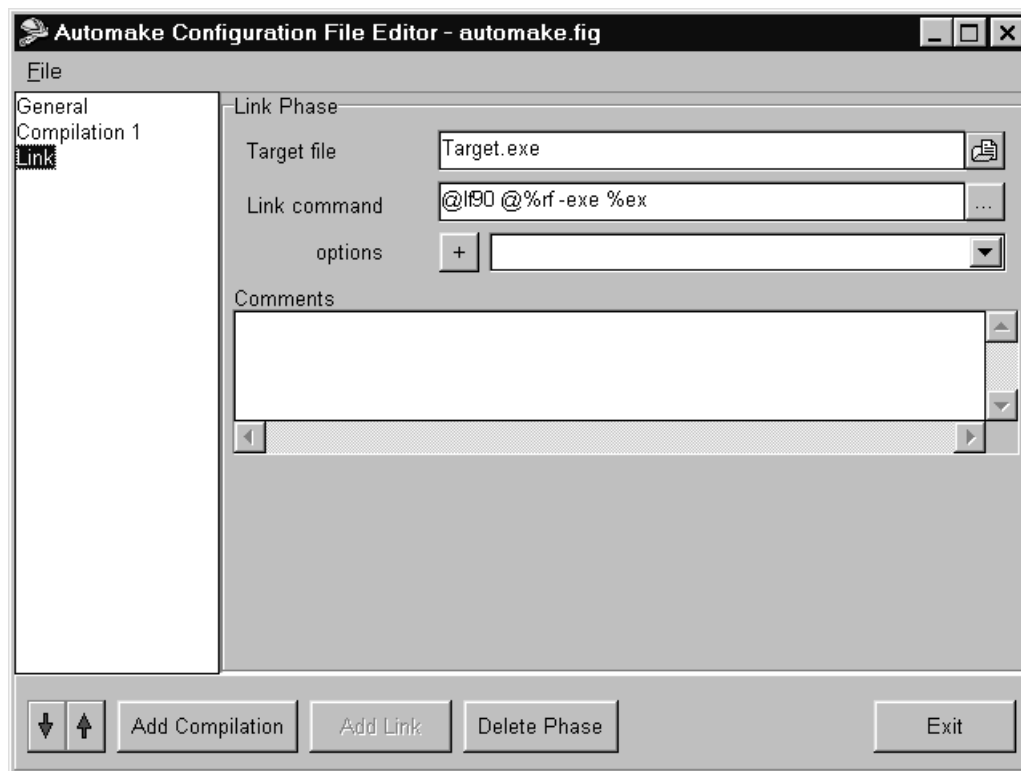 Automake Configuration File Editor - automake.fig
File
General
Compilation 1
Link
Link Phase
Target file
Target.exe
Link command
@lf90 @%rf -exe %ex
...
options
+
Comments
Add Compilation
Add Link
Delete Phase
Exit